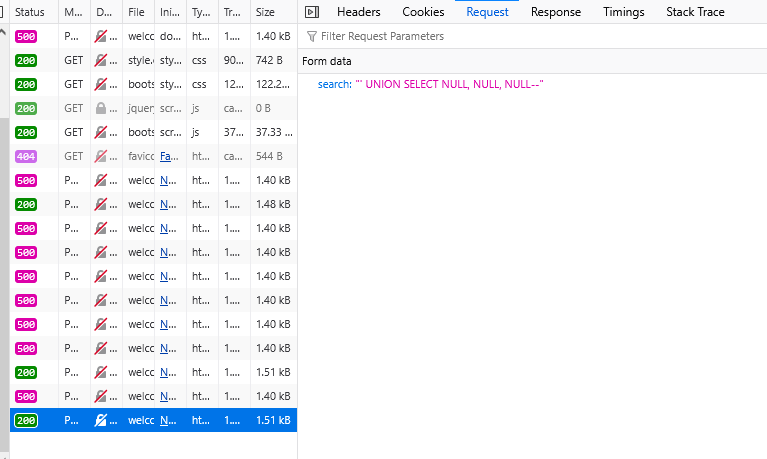 Status M... D... File Ini... Ty... Tr... Size
500 P... ... welcc do... ht... 1.... 1.40 kB
200 GET ... style.c sty... css 90... 742 B
200 GET ... boots sty... css 12... 122.2...
200 GET ... jquery scr... js ca... 0 B
200 GET ... boots scr... js 37... 37.33 ...
404 GET ... favicc Fa... ht... ca... 544 B
500 P... ... welcc N... ht... 1.... 1.40 kB
200 P... ... welcc N... ht... 1.... 1.48 kB
500 P... ... welcc N... ht... 1.... 1.40 kB
500 P... ... welcc N... ht... 1.... 1.40 kB
500 P... ... welcc N... ht... 1.... 1.40 kB
500 P... ... welcc N... ht... 1.... 1.40 kB
500 P... ... welcc N... ht... 1.... 1.40 kB
500 P... ... welcc N... ht... 1.... 1.40 kB
200 P... ... welcc N... ht... 1.... 1.51 kB
500 P... ... welcc N... ht... 1.... 1.40 kB
200 P... ... welcc N... ht... 1.... 1.51 kB
Headers Cookies Request Response Timings Stack Trace
Filter Request Parameters
Form data
search: "' UNION SELECT NULL, NULL, NULL--"